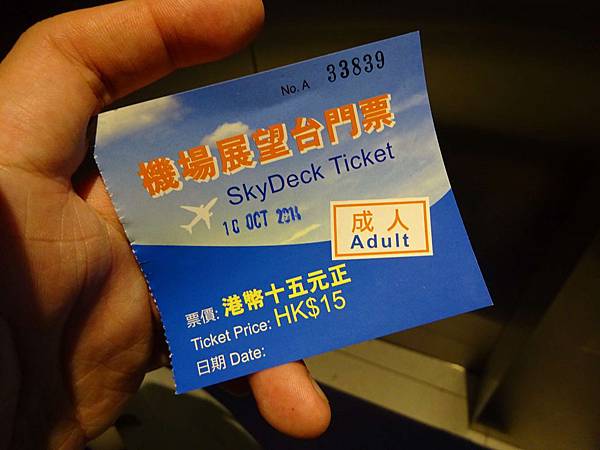 No. A 33839
機場展望台門票
SkyDeck Ticket
10 OCT 2014
成人
Adult
票價: 港幣十五元正
Ticket Price: HK$15
日期 Date: